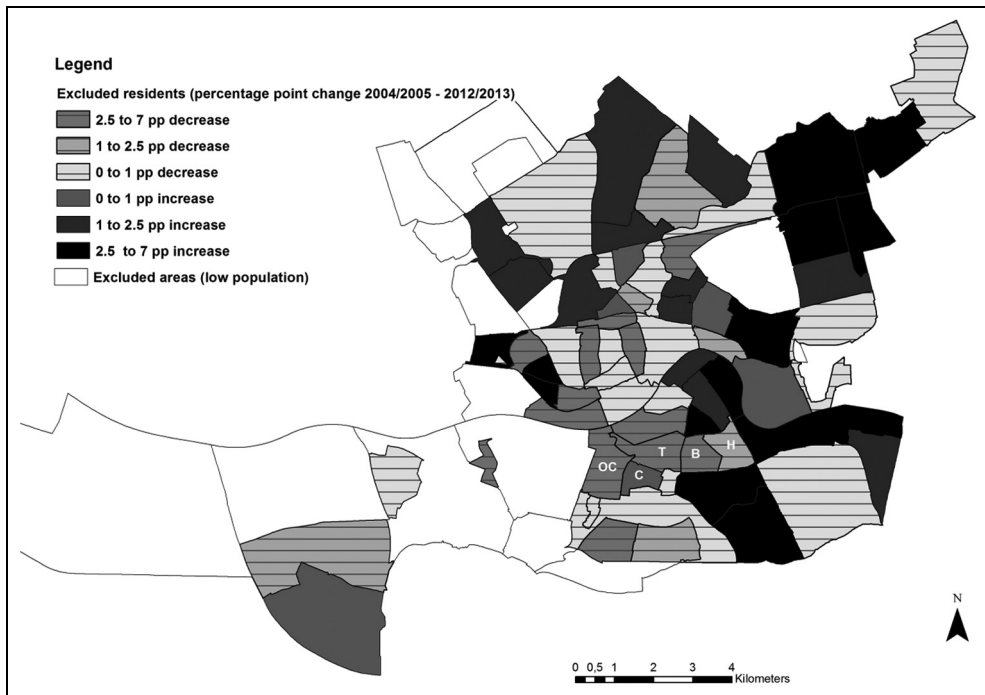 Legend
Excluded residents (percentage point change 2004/2005 - 2012/2013)
2.5 to 7 pp decrease
1 to 2.5 pp decrease
0 to 1 pp decrease
0 to 1 pp increase
1 to 2.5 pp increase
2.5 to 7 pp increase
Excluded areas (low population)
H
T B
OC
C
N
0 0,5 1 2 3 4
Kilometers